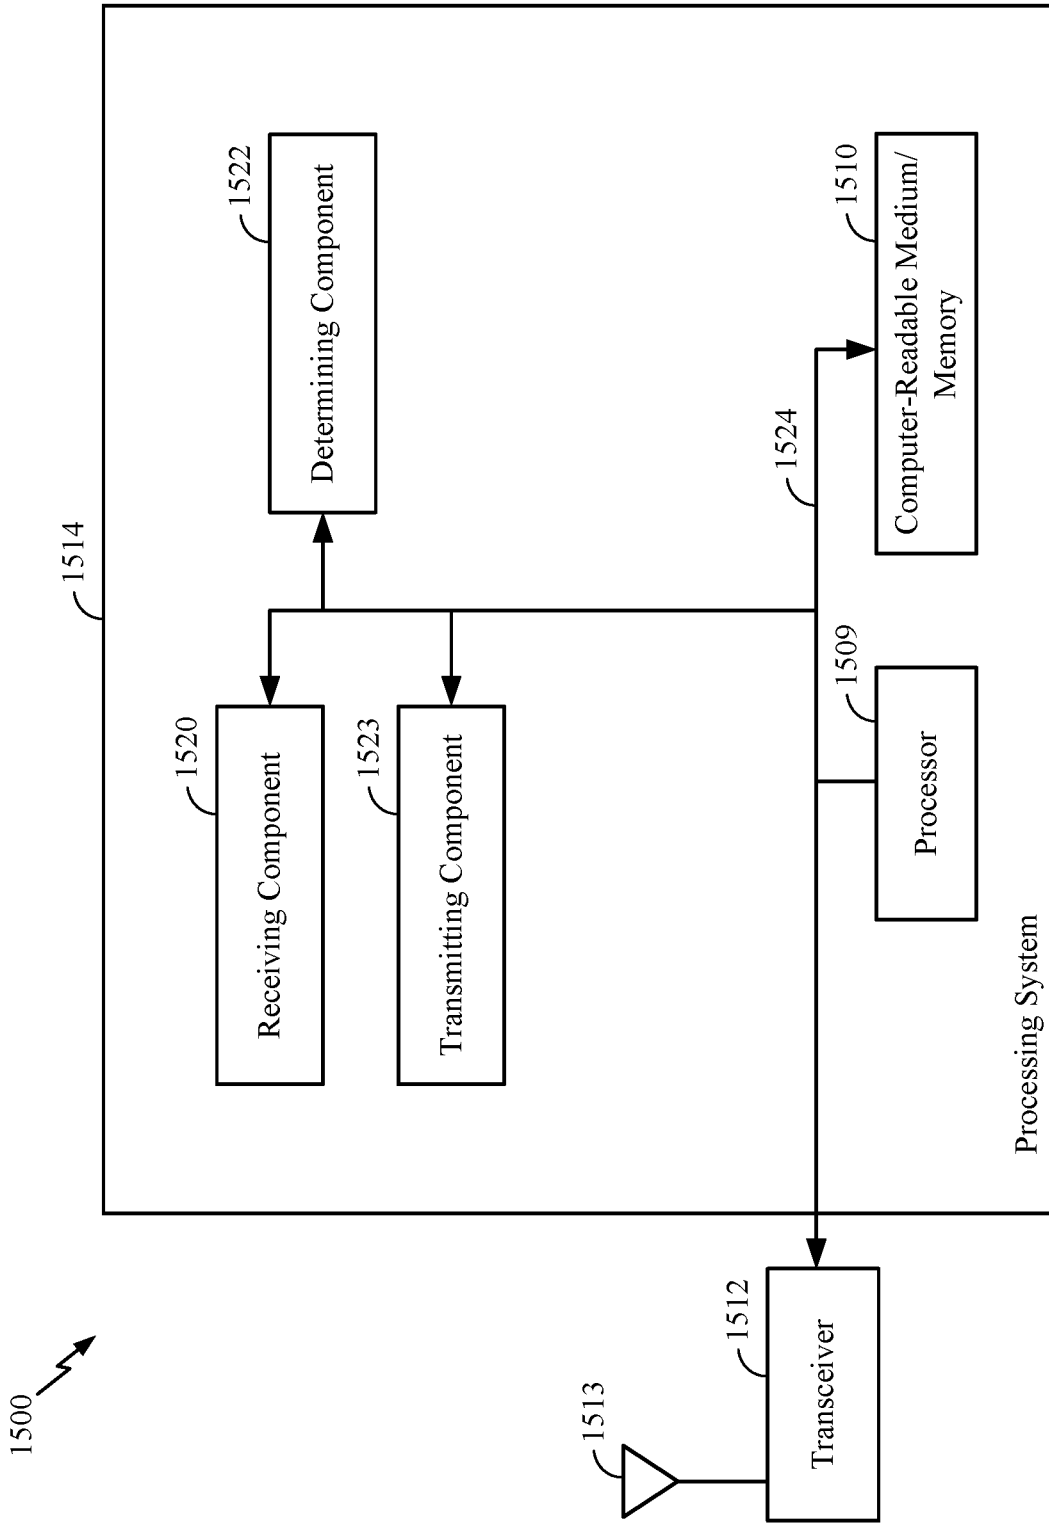 1500
1514
1520
Receiving Component
1522
Determining Component
1523
Transmitting Component
1513
1512
Transceiver
1524
1509
Processor
1510
Computer-Readable Medium/
Memory
Processing System